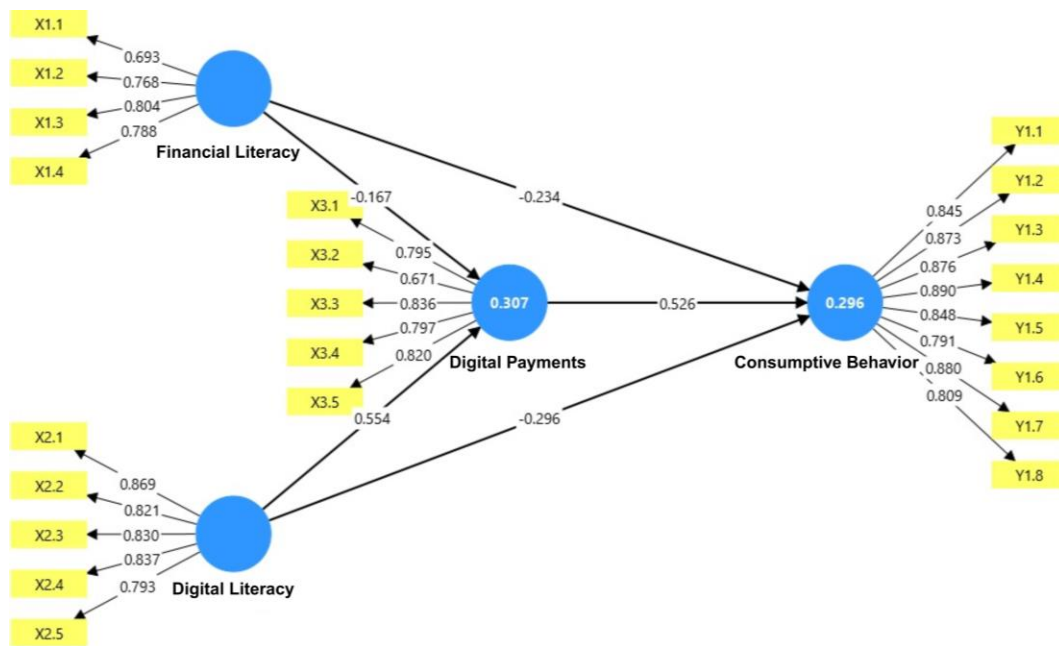 X1.1
X1.2
X1.3
X1.4
0.693
0.768
0.804
0.788
Financial Literacy
-0.167
-0.234
X3.1
X3.2
X3.3
X3.4
X3.5
0.795
0.671
0.836
0.797
0.820
0.307
Digital Payments
0.526
0.554
-0.296
0.296
Consumptive Behavior
0.845
0.873
0.876
0.890
0.848
0.791
0.880
0.809
Y1.1
Y1.2
Y1.3
Y1.4
Y1.5
Y1.6
Y1.7
Y1.8
X2.1
X2.2
X2.3
X2.4
X2.5
0.869
0.821
0.830
0.837
0.793
Digital Literacy